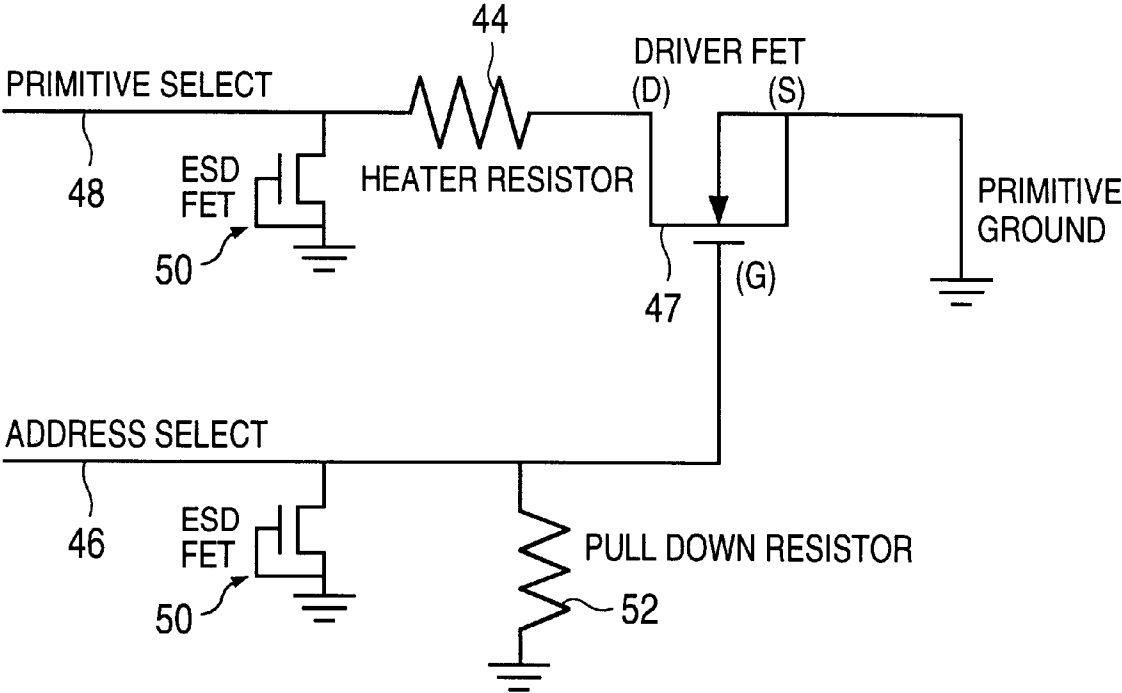 44
DRIVER FET
PRIMITIVE SELECT
(D)
(S)
48
ESD
FET
HEATER RESISTOR
PRIMITIVE
GROUND
50
47
(G)
ADDRESS SELECT
46
ESD
FET
PULL DOWN RESISTOR
50
52